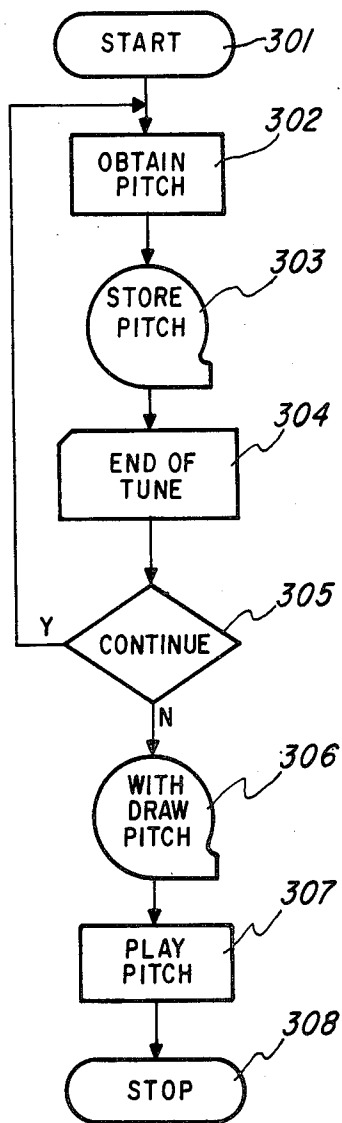 START
301
302
OBTAIN
PITCH
303
STORE
PITCH
304
END OF
TUNE
305
Y
CONTINUE
N
306
WITH
DRAW
PITCH
307
PLAY
PITCH
308
STOP